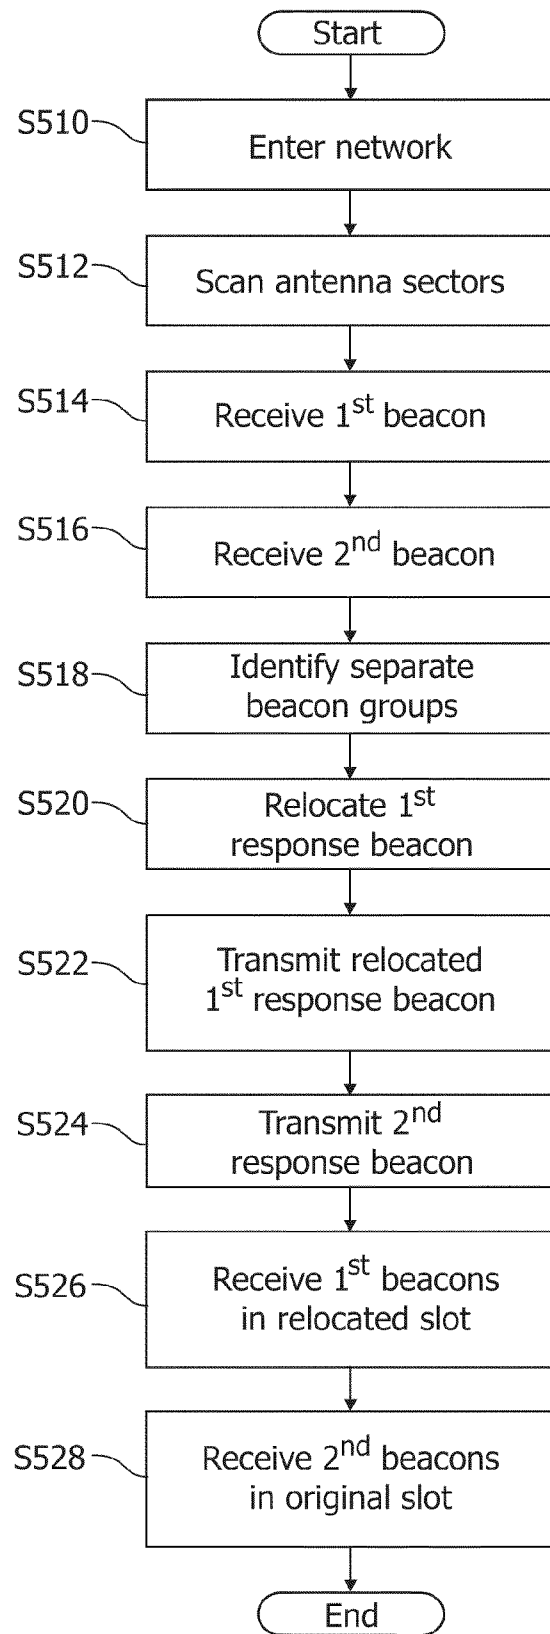 Start
S510
Enter network
S512
Scan antenna sectors
S514
Receive 1st beacon
S516
Receive 2nd beacon
S518
Identify separate
beacon groups
S520
Relocate 1st
response beacon
S522
Transmit relocated
1st response beacon
S524
Transmit 2nd
response beacon
S526
Receive 1st beacons
in relocated slot
S528
Receive 2nd beacons
in original slot
End